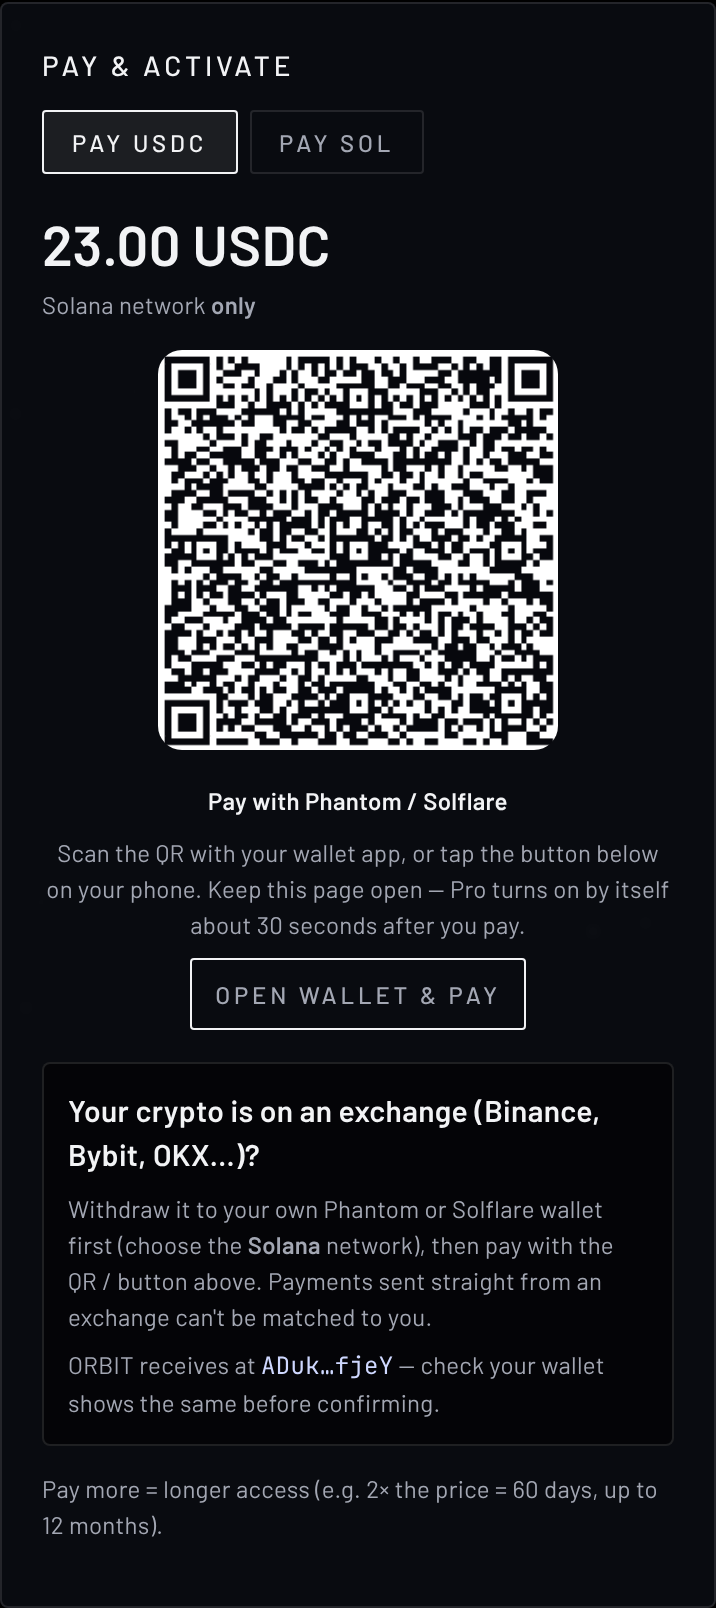 PAY & ACTIVATE
PAY USDC
PAY SOL
23.00 USDC
Solana network only
Pay with Phantom / Solflare
Scan the QR with your wallet app, or tap the button below
on your phone. Keep this page open — Pro turns on by itself
about 30 seconds after you pay.
OPEN WALLET & PAY
Your crypto is on an exchange (Binance,
Bybit, OKX...)?
Withdraw it to your own Phantom or Solflare wallet
first (choose the Solana network), then pay with the
QR / button above. Payments sent straight from an
exchange can't be matched to you.
ORBIT receives at ADuk…fjeY — check your wallet
shows the same before confirming.
Pay more = longer access (e.g. 2× the price = 60 days, up to
12 months).